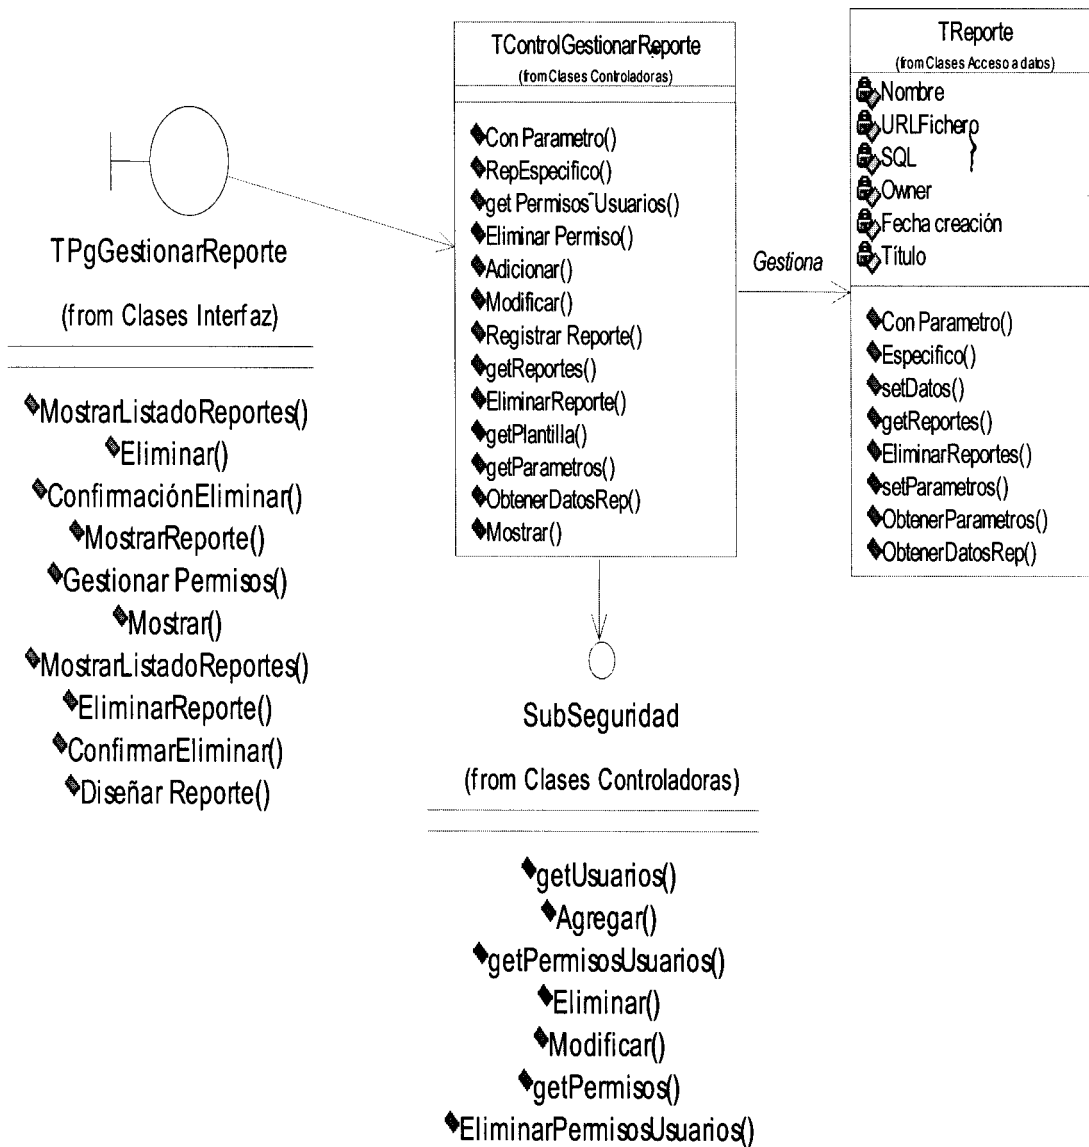 TPgGestionarReporte
(from Clases Interfaz)
MostrarListadoReportes()
Eliminar()
ConfirmaciónEliminar()
MostrarReporte()
Gestionar Permisos()
Mostrar()
MostrarListadoReportes()
EliminarReporte()
ConfirmarEliminar()
Diseñar Reporte()
TControlGestionarReporte
(from Clases Controladoras)
Con Parametro()
RepEspecifico()
get Permisos Usuarios()
Eliminar Permiso()
Adicionar()
Modificar()
Registrar Reporte()
getReportes()
EliminarReporte()
getPlantilla()
getParametros()
ObtenerDatosRep()
Mostrar()
Gestiona
TReporte
(from Clases Acceso a datos)
Nombre
URLFichero
SQL
Owner
Fecha creación
Título
Con Parametro()
Especifico()
setDatos()
getReportes()
EliminarReportes()
setParametros()
ObtenerParametros()
ObtenerDatosRep()
SubSeguridad
(from Clases Controladoras)
getUsuarios()
Agregar()
getPermisosUsuarios()
Eliminar()
Modificar()
getPermisos()
EliminarPermisosUsuarios()